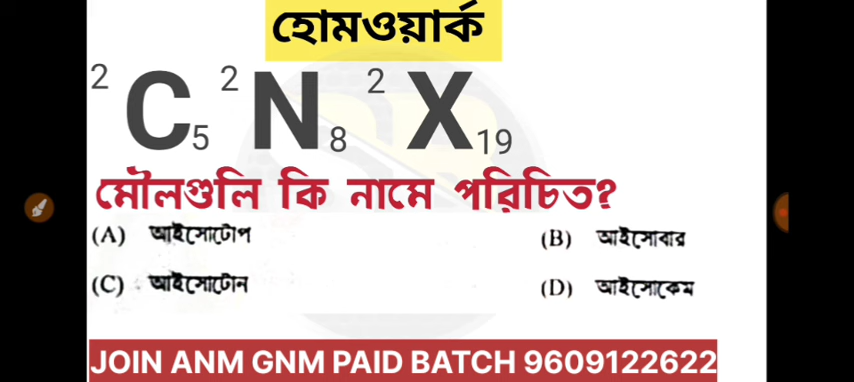 হোমওয়ার্ক
²C₅ ²N₈ ²X₁₉
মৌলগুলি কি নামে পরিচিত?
(A) আইসোটোপ (B) আইসোবার
(C) আইসোটোন (D) আইসোকেম
JOIN ANM GNM PAID BATCH 9609122622